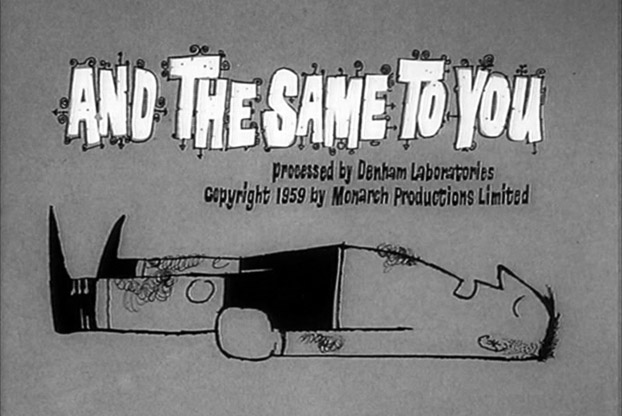 AND THE SAME TO YOU
processed by Denham Laboratories
copyright 1959 by Monarch Productions Limited